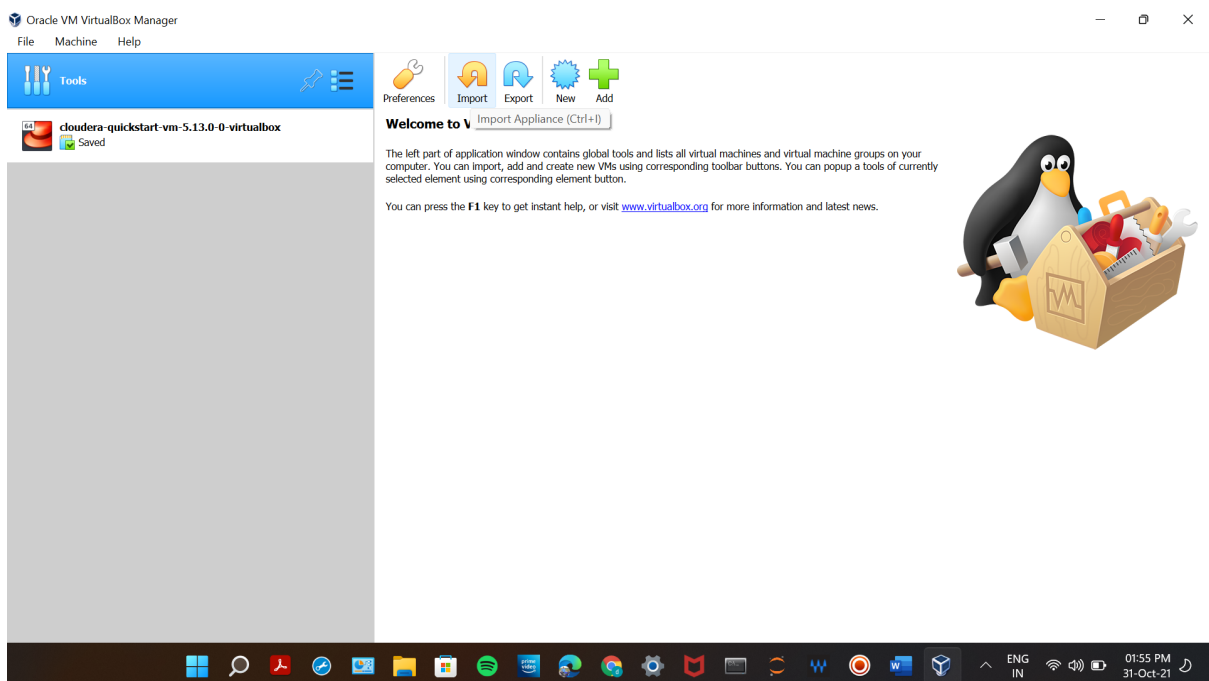 Oracle VM VirtualBox Manager
File Machine Help
Tools
Preferences Import Export New Add
64
cloudera-quickstart-vm-5.13.0-0-virtualbox
Saved
Welcome to V
Import Appliance (Ctrl+I)
The left part of application window contains global tools and lists all virtual machines and virtual machine groups on your
computer. You can import, add and create new VMs using corresponding toolbar buttons. You can popup a tools of currently
selected element using corresponding element button.
You can press the F1 key to get instant help, or visit www.virtualbox.org for more information and latest news.
prime
video
W
ENG
IN
01:55 PM
31-Oct-21